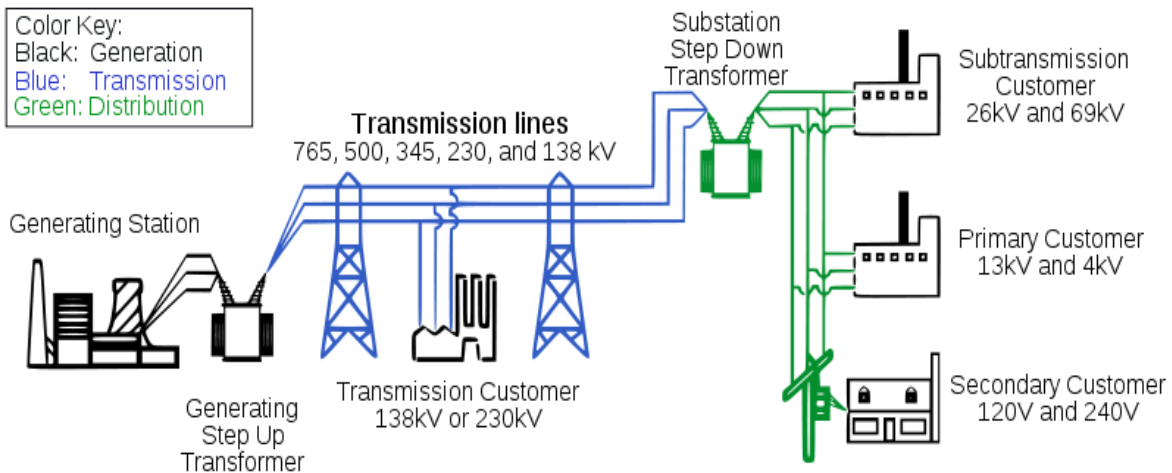 Color Key:
Black: Generation
Blue: Transmission
Green: Distribution
Substation
Step Down
Transformer
Subtransmission
Customer
26kV and 69kV
Transmission lines
765, 500, 345, 230, and 138 kV
Generating Station
Primary Customer
13kV and 4kV
Transmission Customer
138kV or 230kV
Secondary Customer
120V and 240V
Generating
Step Up
Transformer